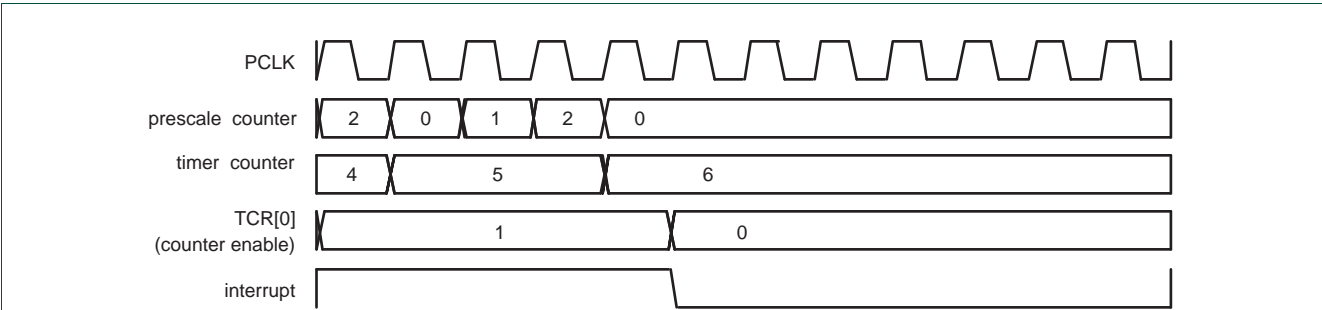 PCLK
prescale counter
2 0 1 2 0
timer counter
4 5 6
TCR[0]
(counter enable)
1 0
interrupt